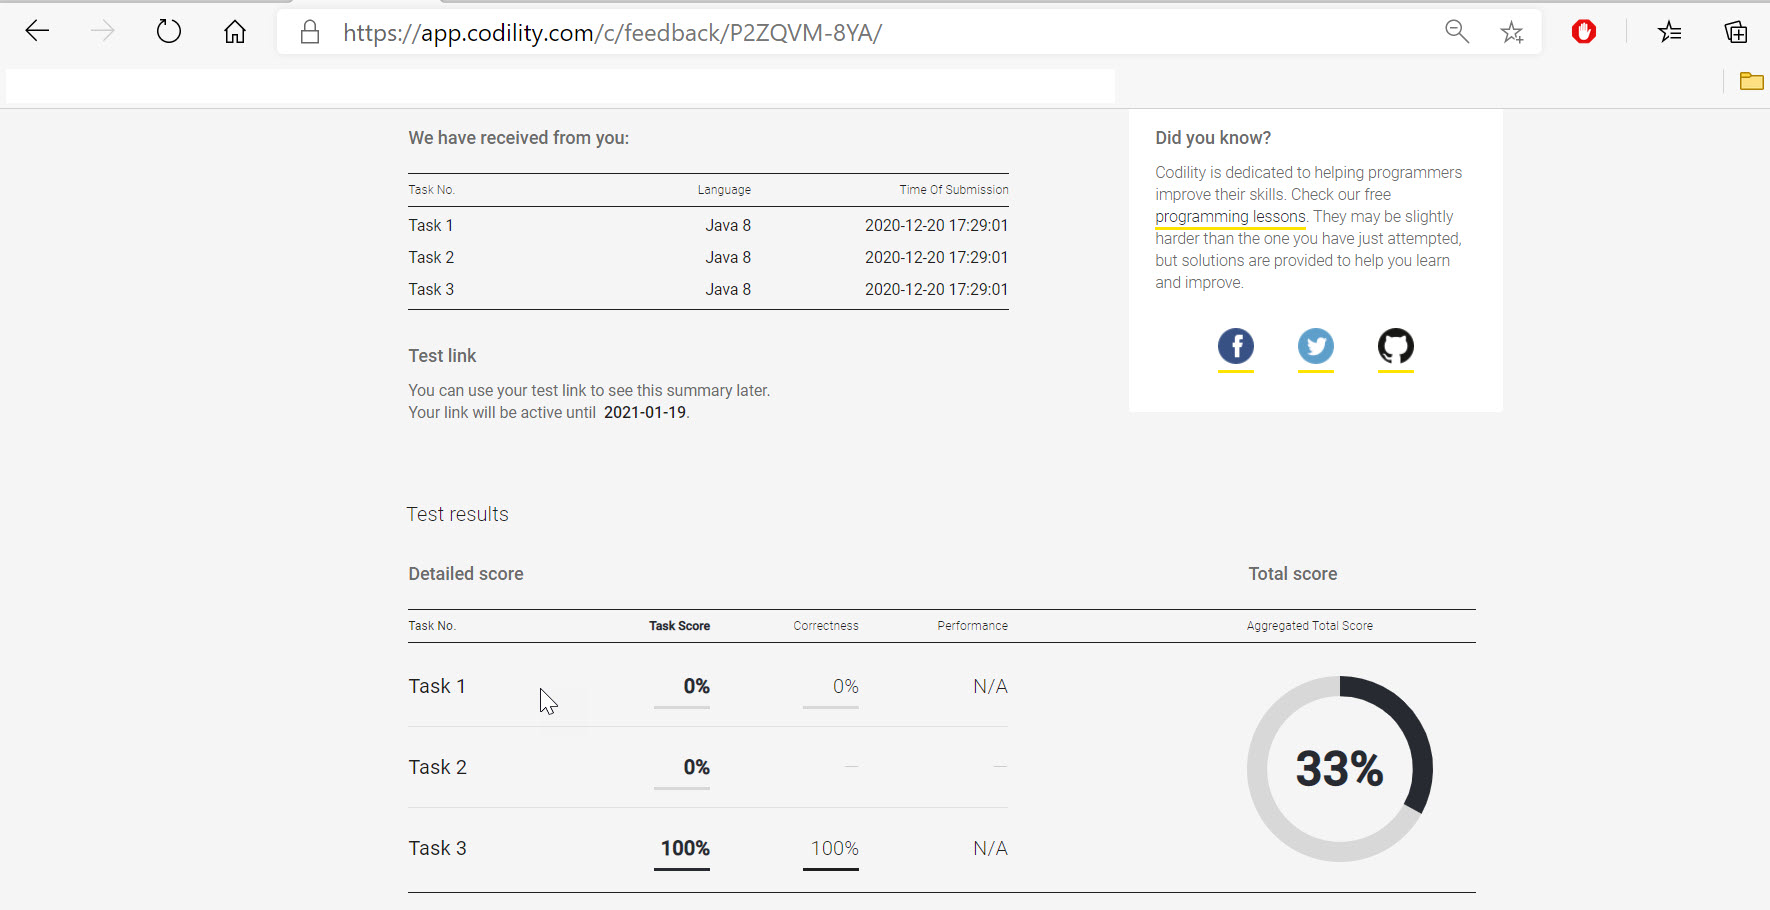 https://app.codility.com/c/feedback/P2ZQVM-8YA/
We have received from you:
Task No. Language Time Of Submission
Task 1 Java 8 2020-12-20 17:29:01
Task 2 Java 8 2020-12-20 17:29:01
Task 3 Java 8 2020-12-20 17:29:01
Test link
You can use your test link to see this summary later.
Your link will be active until 2021-01-19.
Did you know?
Codility is dedicated to helping programmers
improve their skills. Check our free
programming lessons. They may be slightly
harder than the one you have just attempted,
but solutions are provided to help you learn
and improve.
Test results
Detailed score Total score
Task No. Task Score Correctness Performance Aggregated Total Score
Task 1 0% 0% N/A
Task 2 0% — —
Task 3 100% 100% N/A
33%